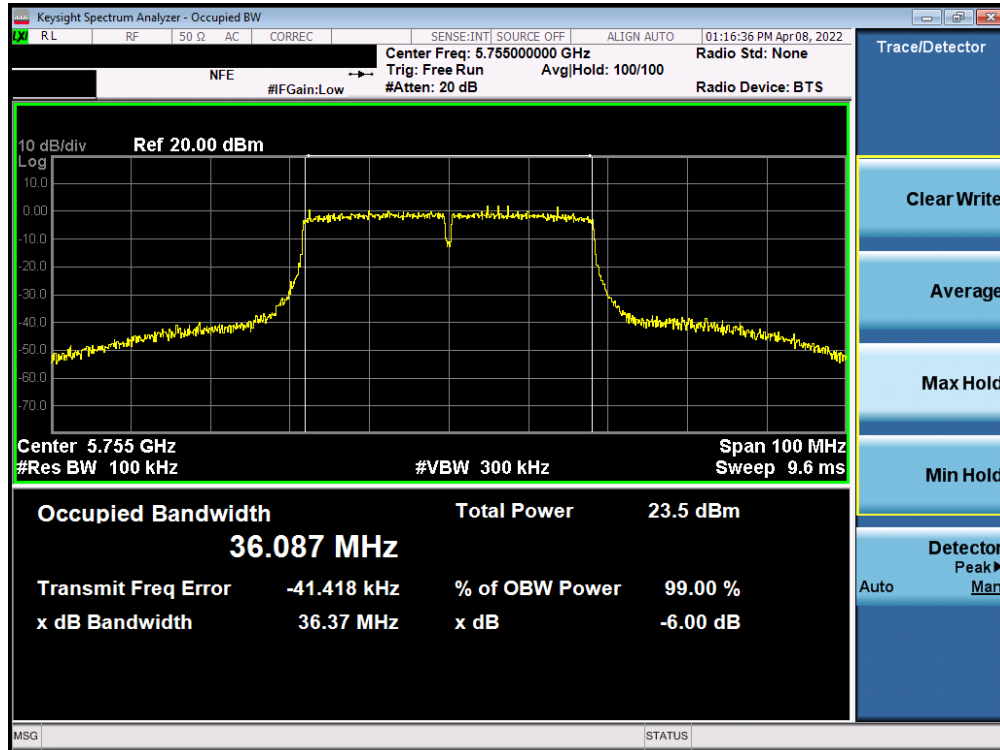 Keysight Spectrum Analyzer - Occupied BW
LXI RL RF 50 Ω AC CORREC SENSE:INT SOURCE OFF ALIGN AUTO 01:16:36 PM Apr 08, 2022
NFE
#IFGain:Low
Center Freq: 5.755000000 GHz
Trig: Free Run Avg|Hold: 100/100
#Atten: 20 dB
Radio Std: None
Radio Device: BTS
10 dB/div Ref 20.00 dBm
Log
10.0
0.00
-10.0
-20.0
-30.0
-40.0
-50.0
-60.0
-70.0
Center 5.755 GHz Span 100 MHz
#Res BW 100 kHz #VBW 300 kHz Sweep 9.6 ms
Occupied Bandwidth Total Power 23.5 dBm
36.087 MHz
Transmit Freq Error -41.418 kHz % of OBW Power 99.00 %
x dB Bandwidth 36.37 MHz x dB -6.00 dB
Trace/Detector
Clear Write
Average
Max Hold
Min Hold
Detector
Peak▶
Auto Man
MSG STATUS